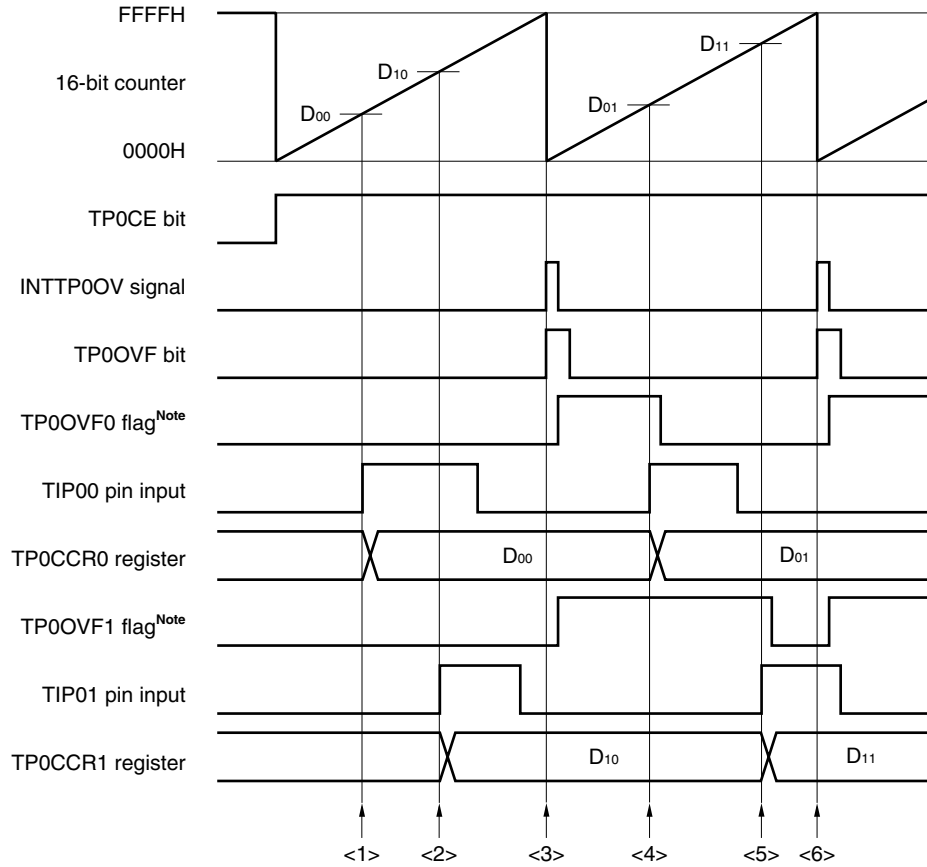 FFFFH
16-bit counter
0000H
D10
D00
D11
D01
TP0CE bit
INTTP0OV signal
TP0OVF bit
TP0OVF0 flagNote
TIP00 pin input
TP0CCR0 register
D00
D01
TP0OVF1 flagNote
TIP01 pin input
TP0CCR1 register
D10
D11
<1> <2> <3> <4> <5> <6>